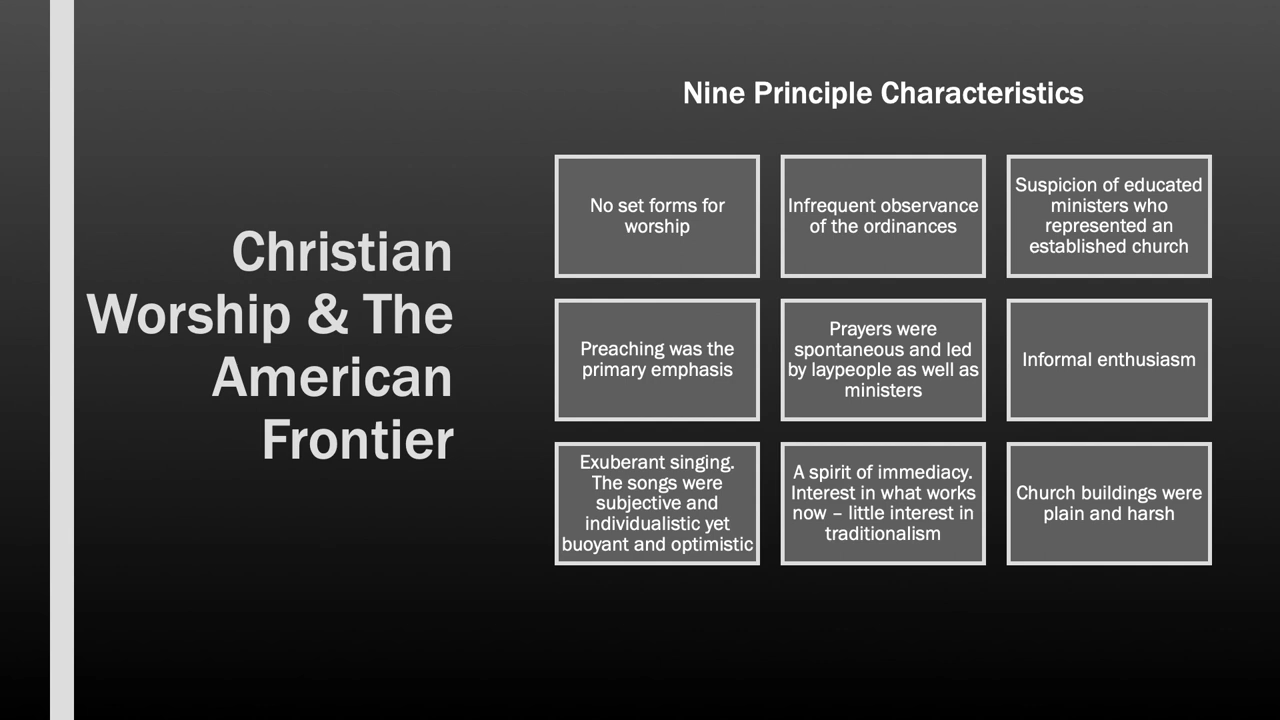 Christian
Worship & The
American
Frontier
Nine Principle Characteristics
No set forms for
worship
Infrequent observance
of the ordinances
Suspicion of educated
ministers who
represented an
established church
Preaching was the
primary emphasis
Prayers were
spontaneous and led
by laypeople as well as
ministers
Informal enthusiasm
Exuberant singing.
The songs were
subjective and
individualistic yet
buoyant and optimistic
A spirit of immediacy.
Interest in what works
now – little interest in
traditionalism
Church buildings were
plain and harsh